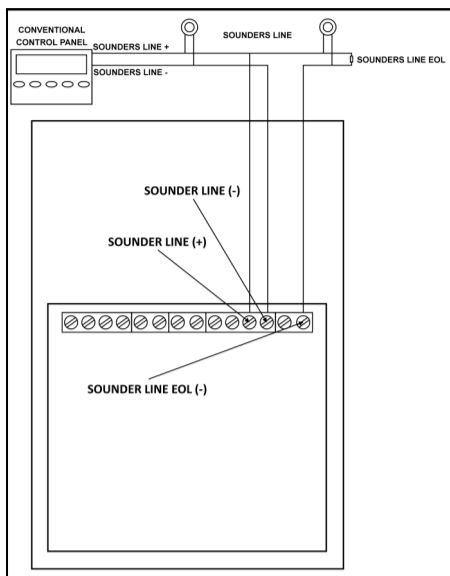 CONVENTIONAL
CONTROL PANEL
SOUNDERS LINE +
SOUNDERS LINE
SOUNDERS LINE -
SOUNDERS LINE EOL
SOUNDER LINE (-)
SOUNDER LINE (+)
SOUNDER LINE EOL (-)